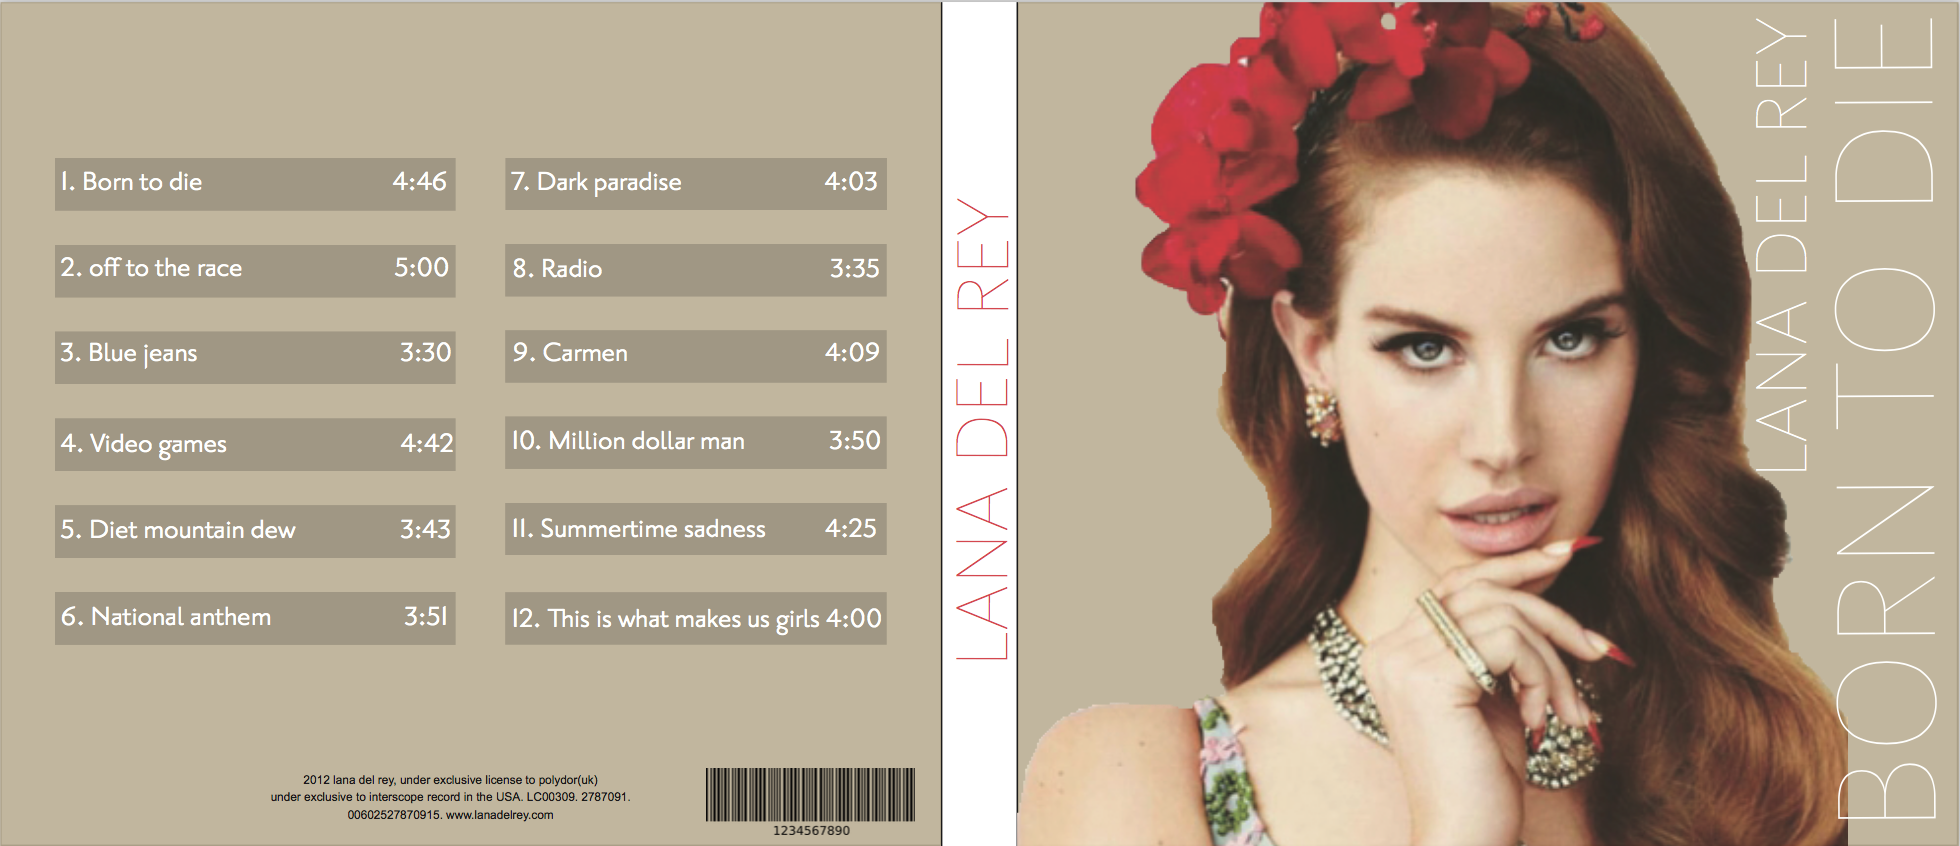 1. Born to die 4:46
2. off to the race 5:00
3. Blue jeans 3:30
4. Video games 4:42
5. Diet mountain dew 3:43
6. National anthem 3:51
7. Dark paradise 4:03
8. Radio 3:35
9. Carmen 4:09
10. Million dollar man 3:50
11. Summertime sadness 4:25
12. This is what makes us girls 4:00
2012 lana del rey, under exclusive license to polydor(uk)
under exclusive to interscope record in the USA. LC00309. 2787091.
00602527870915. www.lanadelrey.com
1234567890
LANA DEL REY
LANA DEL REY
BORN TO DIE